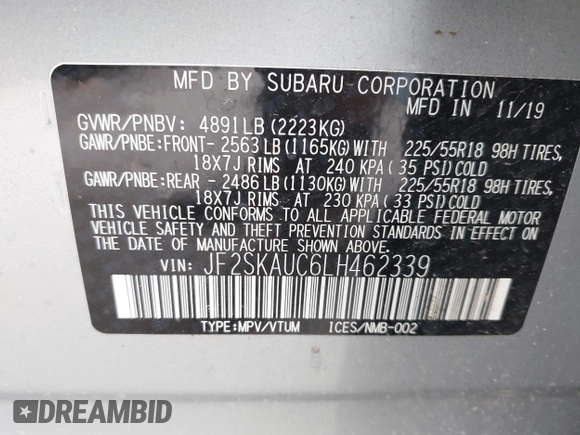 MFD BY SUBARU CORPORATION
MFD IN 11/19
GVWR/PNBV: 4891LB (2223KG)
GAWR/PNBE:FRONT- 2563LB (1165KG)WITH 225/55R18 98H TIRES,
18X7J RIMS AT 240 KPA (35 PSI)COLD
GAWR/PNBE:REAR - 2486LB (1130KG)WITH 225/55R18 98H TIRES,
18X7J RIMS AT 230 KPA (33 PSI)COLD
THIS VEHICLE CONFORMS TO ALL APPLICABLE FEDERAL MOTOR
VEHICLE SAFETY AND THEFT PREVENTION STANDARDS IN EFFECT ON
THE DATE OF MANUFACTURE SHOWN ABOVE.
VIN: JF2SKAUC6LH462339
TYPE:MPV/VTUM ICES/NMB-002
DREAMBID